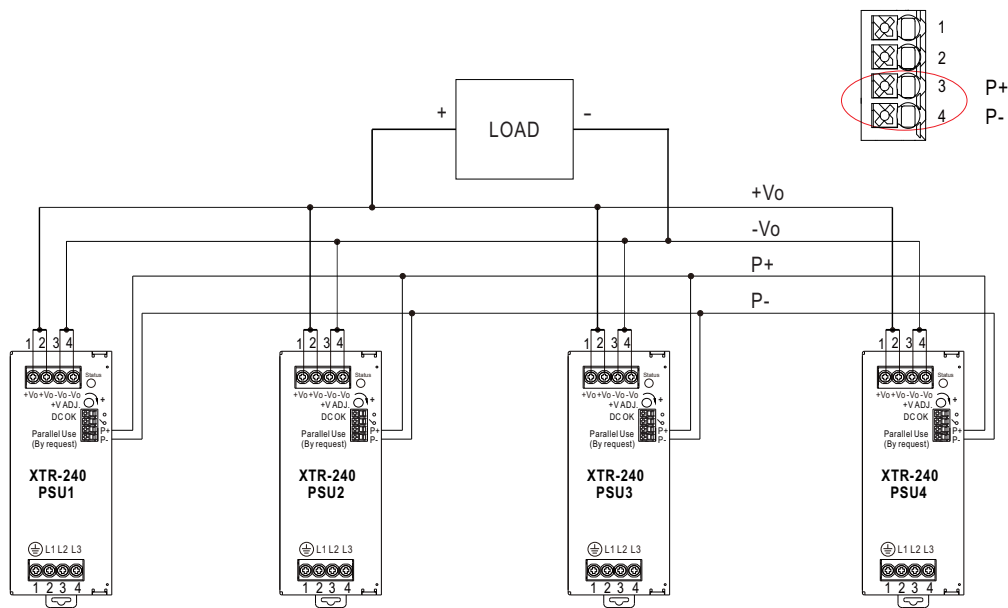 1
2
3 P+
4 P-
+ LOAD -
+Vo
-Vo
P+
P-
1 2 3 4
Status
+Vo+Vo-Vo-Vo
+V ADJ. +
DC OK
Parallel Use P+
(By request) P-
XTR-240
PSU1
L1 L2 L3
1 2 3 4
1 2 3 4
Status
+Vo+Vo-Vo-Vo
+V ADJ. +
DC OK
Parallel Use P+
(By request) P-
XTR-240
PSU2
L1 L2 L3
1 2 3 4
1 2 3 4
Status
+Vo+Vo-Vo-Vo
+V ADJ. +
DC OK
Parallel Use P+
(By request) P-
XTR-240
PSU3
L1 L2 L3
1 2 3 4
1 2 3 4
Status
+Vo+Vo-Vo-Vo
+V ADJ. +
DC OK
Parallel Use P+
(By request) P-
XTR-240
PSU4
L1 L2 L3
1 2 3 4